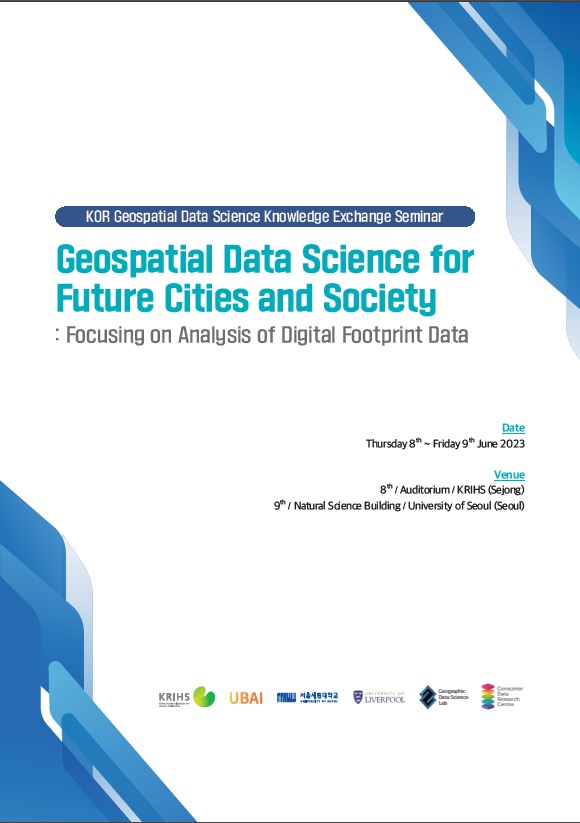 KOR Geospatial Data Science Knowledge Exchange Seminar
Geospatial Data Science for
Future Cities and Society
: Focusing on Analysis of Digital Footprint Data
Date
Thursday 8th ~ Friday 9th June 2023
Venue
8th / Auditorium / KRIHS (Sejong)
9th / Natural Science Building / University of Seoul (Seoul)
KRIHS
UBAI
서울시립대학교
UNIVERSITY OF SEOUL
UNIVERSITY OF
LIVERPOOL
Geographic
Data Science
Lab
Consumer
Data
Research
Centre